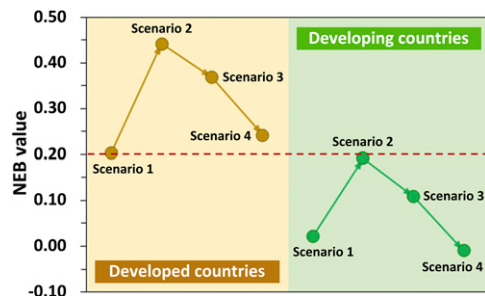 0.50
0.40
0.30
0.20
0.10
0.00
-0.10
NEB value
Scenario 2
Scenario 3
Scenario 4
Scenario 1
Developed countries
Developing countries
Scenario 2
Scenario 3
Scenario 1
Scenario 4